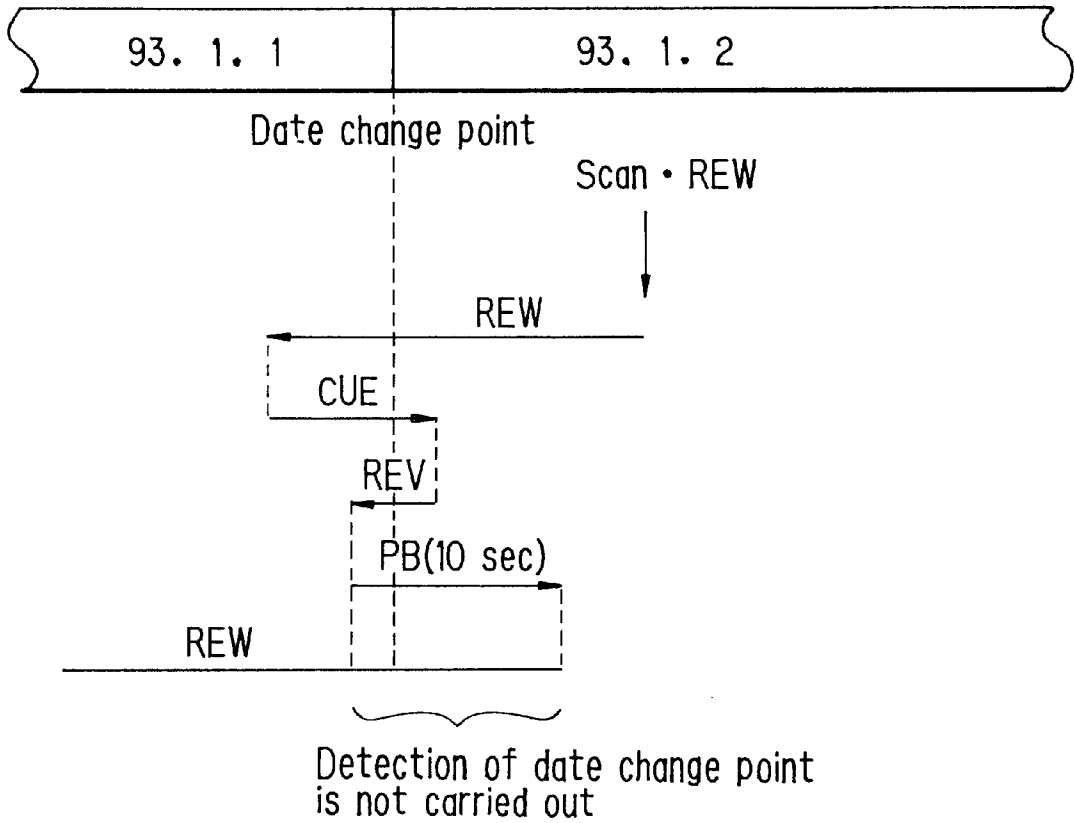 93. 1. 1
93. 1. 2
Date change point
Scan • REW
REW
CUE
REV
PB(10 sec)
REW
Detection of date change point
is not carried out